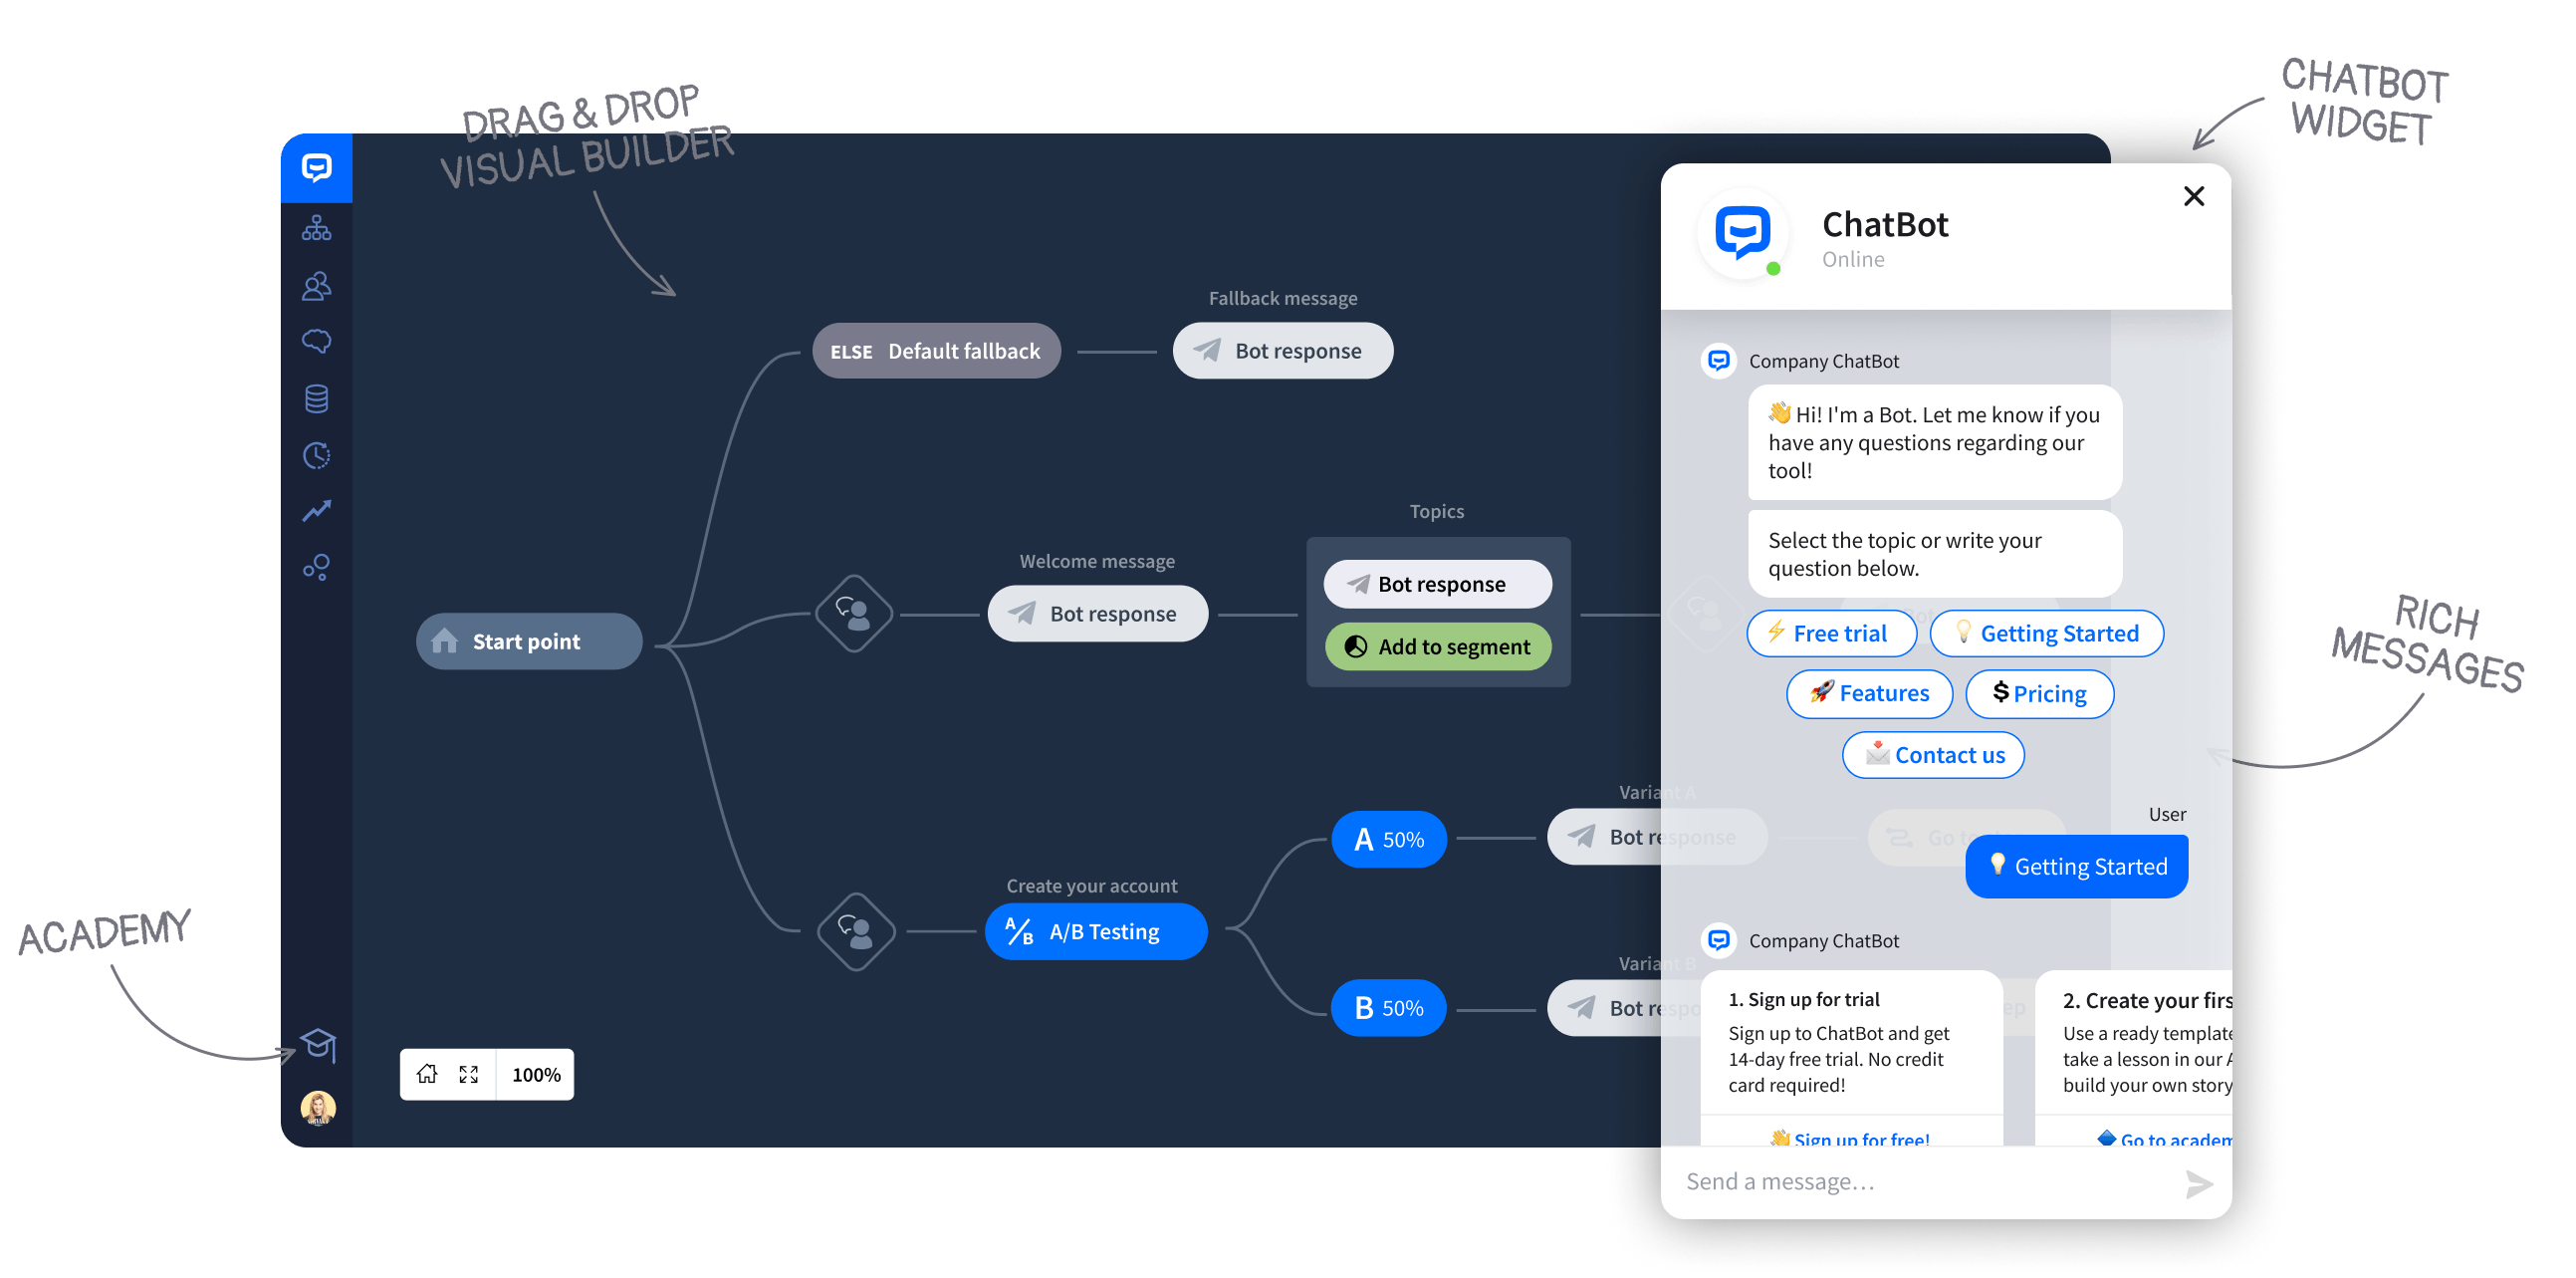 DRAG & DROP
VISUAL BUILDER
CHATBOT
WIDGET
ChatBot
Online
Fallback message
ELSE Default fallback
Bot response
Company ChatBot
👋 Hi! I'm a Bot. Let me know if you
have any questions regarding our
tool!
Select the topic or write your
question below.
Topics
Welcome message
Bot response
Bot response
Add to segment
Start point
⚡ Free trial
💡 Getting Started
🚀 Features
$ Pricing
📩 Contact us
RICH
MESSAGES
User
💡 Getting Started
Variant A
A 50%
Bot response
Go to
Create your account
A/B
A/B Testing
Variant B
B 50%
Bot respo
ep
ACADEMY
Company ChatBot
1. Sign up for trial
Sign up to ChatBot and get
14-day free trial. No credit
card required!
👋 Sign up for free!
2. Create your firs
Use a ready template
take a lesson in our A
build your own story
Go to academ
100%
Send a message...